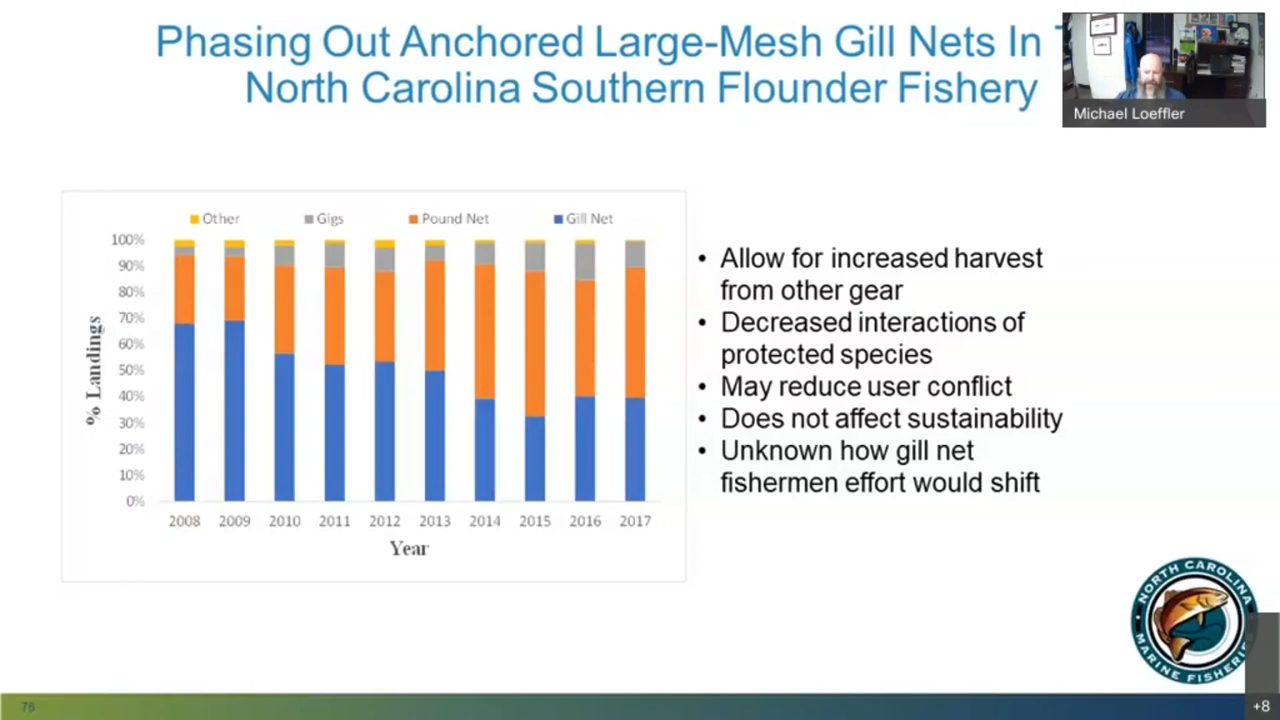 Phasing Out Anchored Large-Mesh Gill Nets In
North Carolina Southern Flounder Fishery
Michael Loeffler
Other Gigs Pound Net Gill Net
100%
90%
80%
70%
60%
50%
40%
30%
20%
10%
0%
% Landings
2008 2009 2010 2011 2012 2013 2014 2015 2016 2017
Year
• Allow for increased harvest
from other gear
• Decreased interactions of
protected species
• May reduce user conflict
• Does not affect sustainability
• Unknown how gill net
fishermen effort would shift
NORTH CAROLINA
MARINE FISHERIES
76
+8